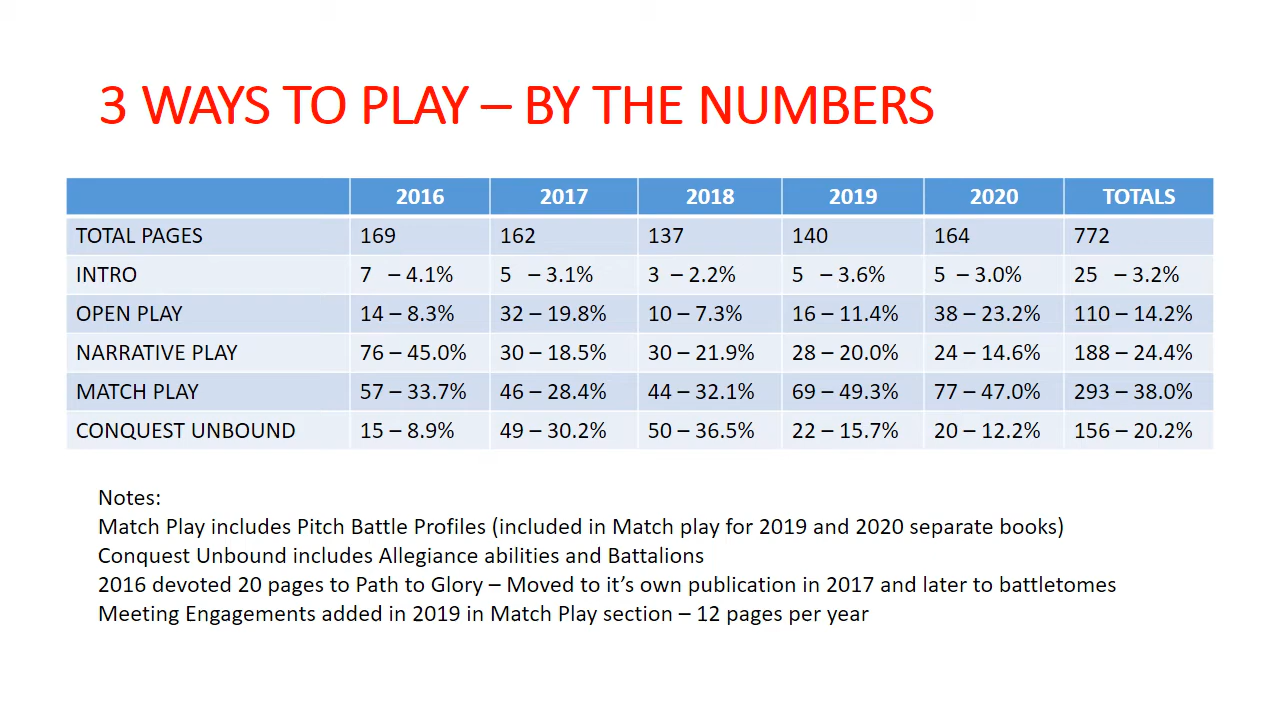 3 WAYS TO PLAY – BY THE NUMBERS
2016 2017 2018 2019 2020 TOTALS
TOTAL PAGES 169 162 137 140 164 772
INTRO 7 – 4.1% 5 – 3.1% 3 – 2.2% 5 – 3.6% 5 – 3.0% 25 – 3.2%
OPEN PLAY 14 – 8.3% 32 – 19.8% 10 – 7.3% 16 – 11.4% 38 – 23.2% 110 – 14.2%
NARRATIVE PLAY 76 – 45.0% 30 – 18.5% 30 – 21.9% 28 – 20.0% 24 – 14.6% 188 – 24.4%
MATCH PLAY 57 – 33.7% 46 – 28.4% 44 – 32.1% 69 – 49.3% 77 – 47.0% 293 – 38.0%
CONQUEST UNBOUND 15 – 8.9% 49 – 30.2% 50 – 36.5% 22 – 15.7% 20 – 12.2% 156 – 20.2%
Notes:
Match Play includes Pitch Battle Profiles (included in Match play for 2019 and 2020 separate books)
Conquest Unbound includes Allegiance abilities and Battalions
2016 devoted 20 pages to Path to Glory – Moved to it’s own publication in 2017 and later to battletomes
Meeting Engagements added in 2019 in Match Play section – 12 pages per year